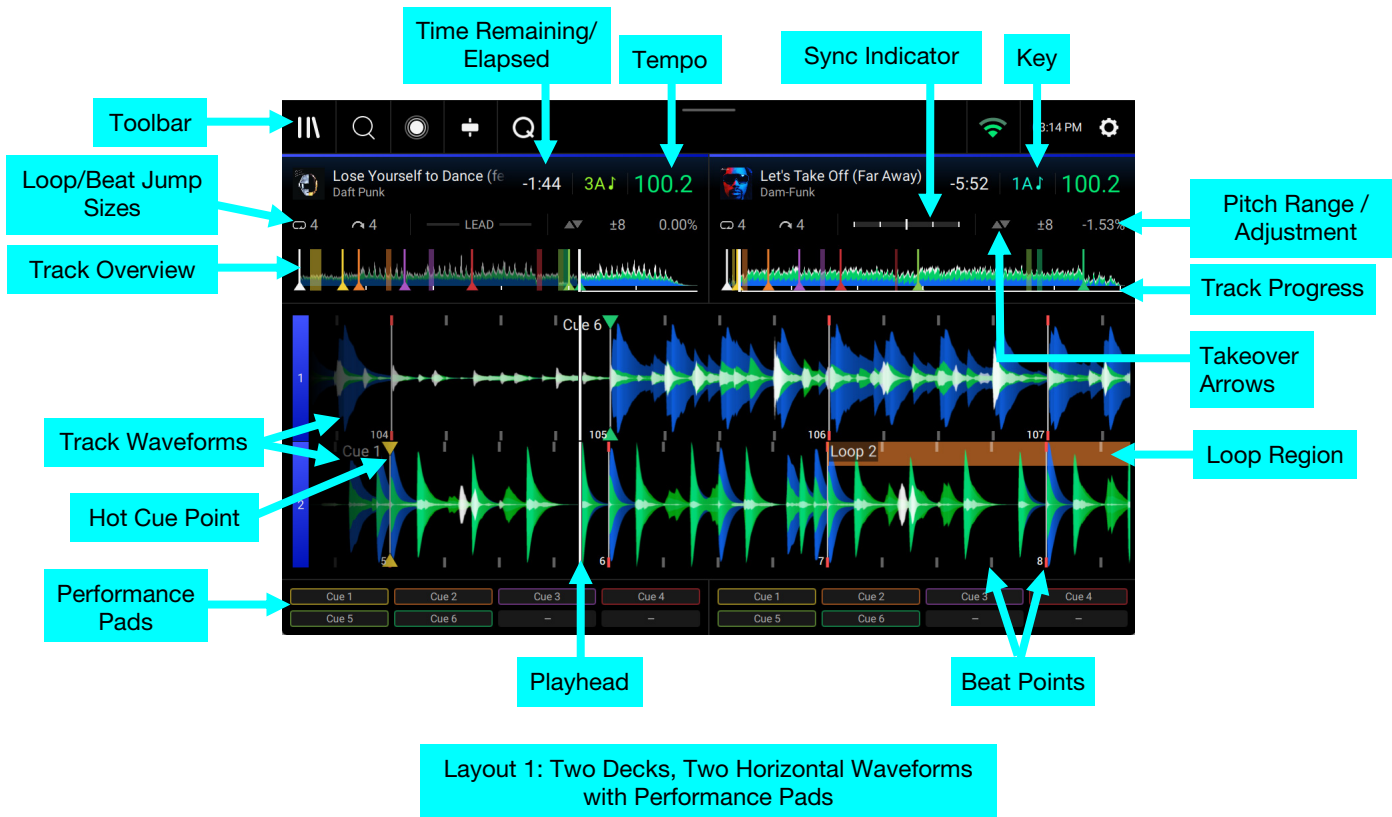 Time Remaining/
Elapsed
Tempo
Sync Indicator
Key
Toolbar
Loop/Beat Jump
Sizes
Track Overview
Track Waveforms
Hot Cue Point
Performance
Pads
:14 PM
Lose Yourself to Dance (fe
Daft Punk
-1:44
3A
100.2
Let's Take Off (Far Away)
Dam-Funk
-5:52
1A
100.2
4
4
LEAD
±8
0.00%
4
4
±8
-1.53%
Pitch Range /
Adjustment
Track Progress
Takeover
Arrows
Loop Region
1
Cue 6
104
105
106
107
2
Cue 1
Loop 2
5
6
7
8
Cue 1
Cue 2
Cue 3
Cue 4
Cue 5
Cue 6
–
–
Cue 1
Cue 2
Cue 3
Cue 4
Cue 5
Cue 6
–
–
Playhead
Beat Points
Layout 1: Two Decks, Two Horizontal Waveforms
with Performance Pads